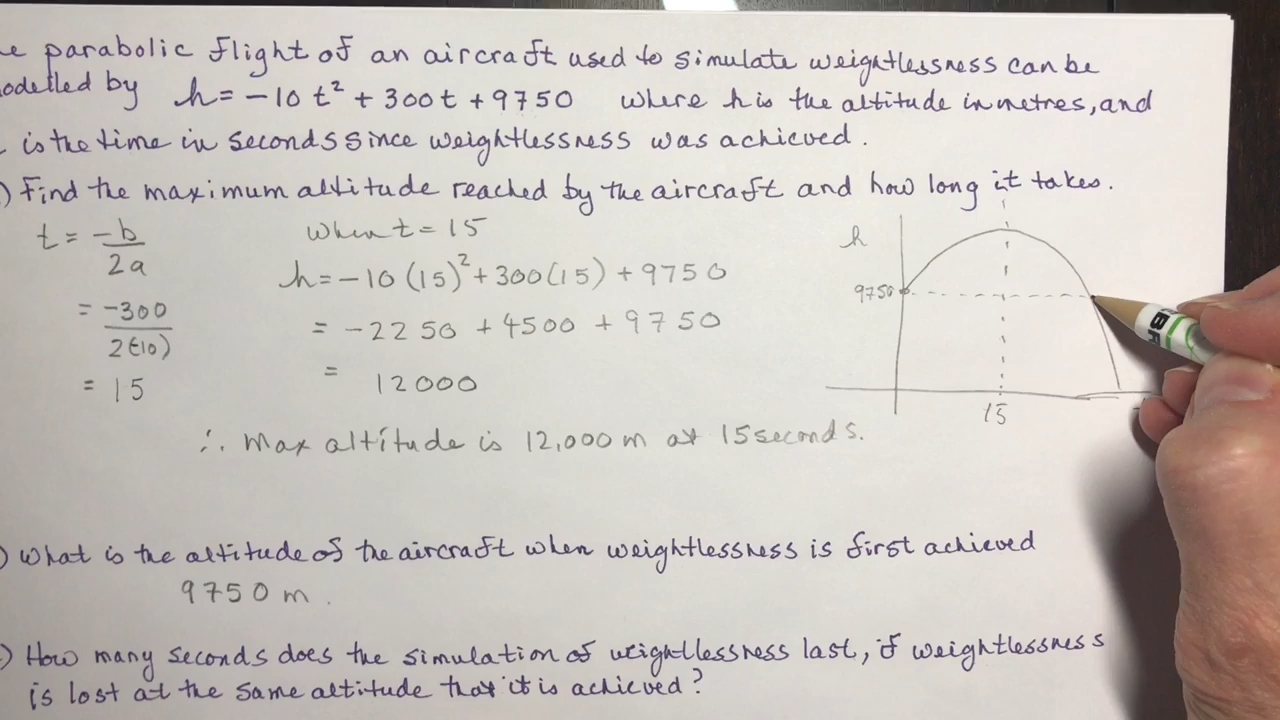 parabolic flight of an aircraft used to simulate weightlessness can be
by h = -10t² + 300t + 9750 where h is the altitude in metres, and
is the time in seconds since weightlessness was achieved.
) Find the maximum altitude reached by the aircraft and how long it takes.
t = -b/2a
= -300/2(-10)
= 15
when t = 15
h = -10(15)² + 300(15) + 9750
= -2250 + 4500 + 9750
= 12000
h
9750
15
∴ Max altitude is 12,000 m at 15 seconds.
) What is the altitude of the aircraft when weightlessness is first achieved
9750 m.
) How many seconds does the simulation of weightlessness last, if weightlessness
is lost at the same altitude that it is achieved?